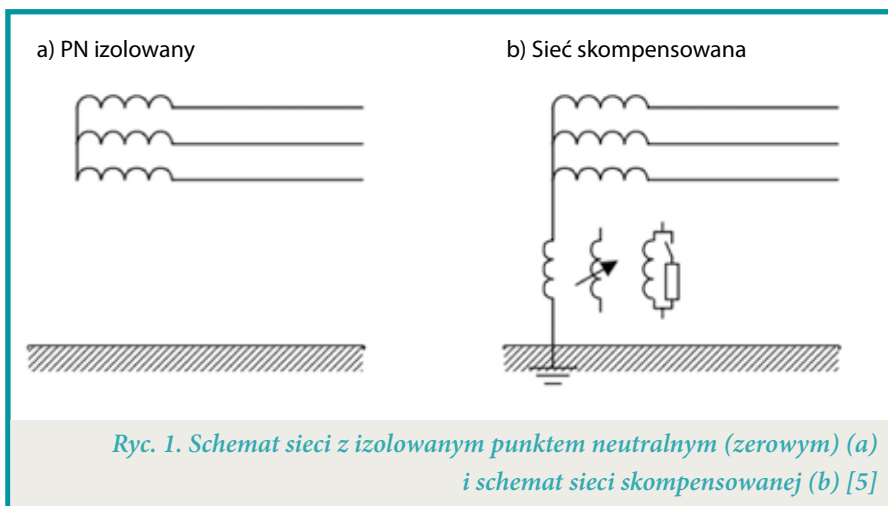 a) PN izolowany
b) Sieć skompensowana
Ryc. 1. Schemat sieci z izolowanym punktem neutralnym (zerowym) (a)
i schemat sieci skompensowanej (b) [5]